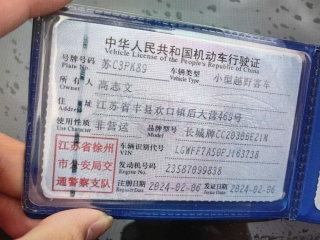 中华人民共和国机动车行驶证
Vehicle License of the People's Republic of China
号牌号码 苏C3PK89 车辆类型 小型越野客车
Plate No. Vehicle Type
所有人 高志文
Owner
住址 江苏省丰县欢口镇后大营468号
Address
使用性质 非营运 品牌型号 长城牌CC2030BE21M
Use Character Model
江苏省徐州
市公安局交
通警察支队
车辆识别代号
VIN
发动机号码 23587099838
Engine No.
注册日期 2024-02-06 发证日期 2024-02-06
Register Date Issue Date